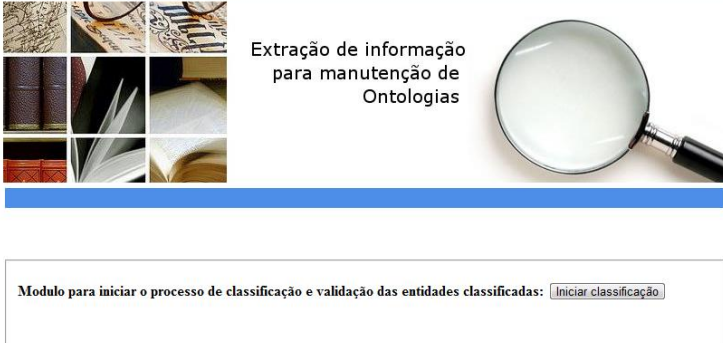 Extração de informação
para manutenção de
Ontologias
Modulo para iniciar o processo de classificação e validação das entidades classificadas: Iniciar classificação